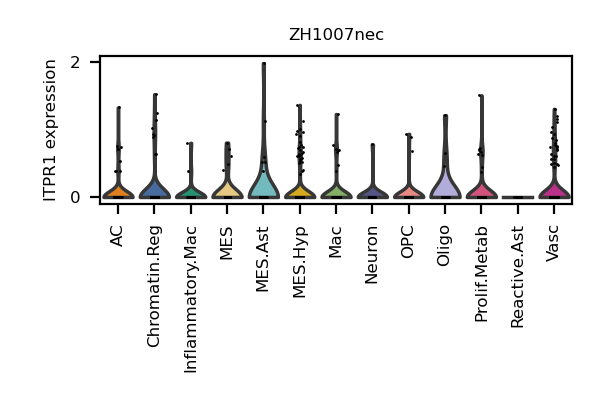 ZH1007nec
ITPR1 expression
2
0
AC
Chromatin.Reg
Inflammatory.Mac
MES
MES.Ast
MES.Hyp
Mac
Neuron
OPC
Oligo
Prolif.Metab
Reactive.Ast
Vasc